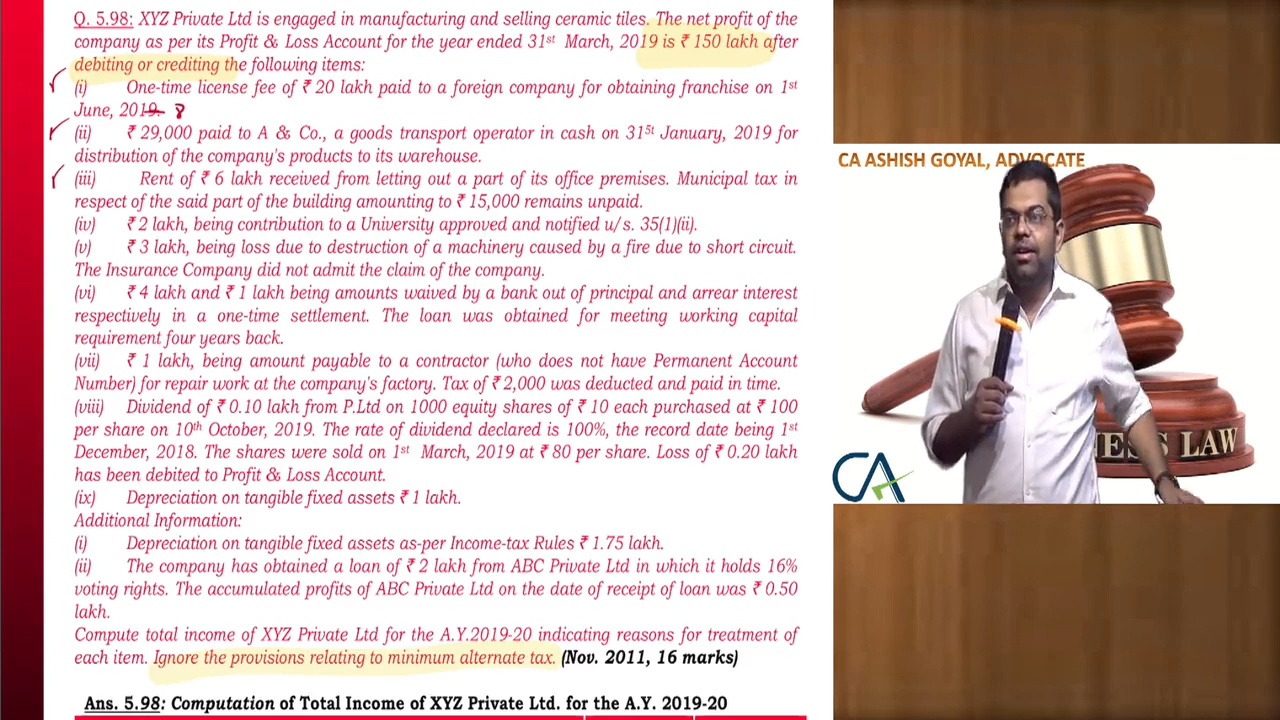 Q. 5.98: XYZ Private Ltd is engaged in manufacturing and selling ceramic tiles. The net profit of the
company as per its Profit & Loss Account for the year ended 31st March, 2019 is ₹ 150 lakh after
debiting or crediting the following items:
(i) One-time license fee of ₹ 20 lakh paid to a foreign company for obtaining franchise on 1st
June, 2019. 8
(ii) ₹ 29,000 paid to A & Co., a goods transport operator in cash on 31st January, 2019 for
distribution of the company's products to its warehouse.
(iii) Rent of ₹ 6 lakh received from letting out a part of its office premises. Municipal tax in
respect of the said part of the building amounting to ₹ 15,000 remains unpaid.
(iv) ₹ 2 lakh, being contribution to a University approved and notified u/s. 35(1)(ii).
(v) ₹ 3 lakh, being loss due to destruction of a machinery caused by a fire due to short circuit.
The Insurance Company did not admit the claim of the company.
(vi) ₹ 4 lakh and ₹ 1 lakh being amounts waived by a bank out of principal and arrear interest
respectively in a one-time settlement. The loan was obtained for meeting working capital
requirement four years back.
(vii) ₹ 1 lakh, being amount payable to a contractor (who does not have Permanent Account
Number) for repair work at the company's factory. Tax of ₹ 2,000 was deducted and paid in time.
(viii) Dividend of ₹ 0.10 lakh from P.Ltd on 1000 equity shares of ₹ 10 each purchased at ₹ 100
per share on 10th October, 2019. The rate of dividend declared is 100%, the record date being 1st
December, 2018. The shares were sold on 1st March, 2019 at ₹ 80 per share. Loss of ₹ 0.20 lakh
has been debited to Profit & Loss Account.
(ix) Depreciation on tangible fixed assets ₹ 1 lakh.
Additional Information:
(i) Depreciation on tangible fixed assets as-per Income-tax Rules ₹ 1.75 lakh.
(ii) The company has obtained a loan of ₹ 2 lakh from ABC Private Ltd in which it holds 16%
voting rights. The accumulated profits of ABC Private Ltd on the date of receipt of loan was ₹ 0.50
lakh.
Compute total income of XYZ Private Ltd for the A.Y.2019-20 indicating reasons for treatment of
each item. Ignore the provisions relating to minimum alternate tax. (Nov. 2011, 16 marks)
Ans. 5.98: Computation of Total Income of XYZ Private Ltd. for the A.Y. 2019-20
CA ASHISH GOYAL, ADVOCATE
LAW
CA